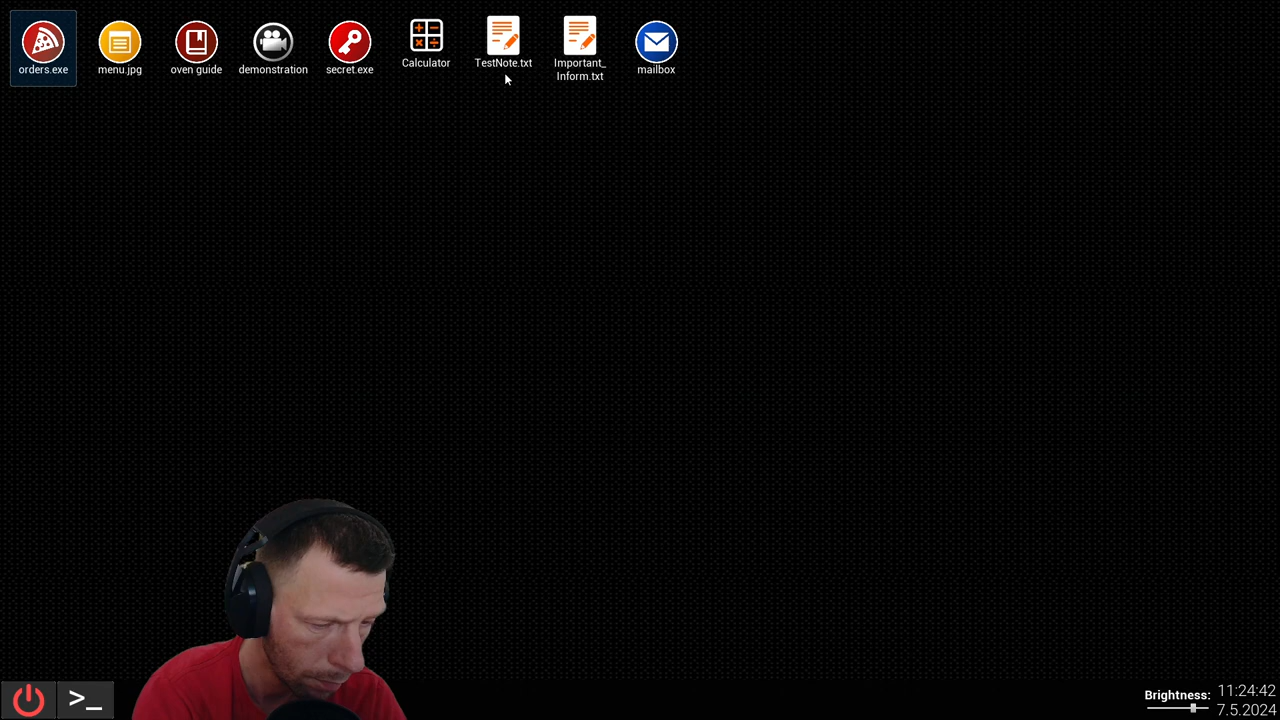 orders.exe
menu.jpg
oven guide
demonstration
secret.exe
Calculator
TestNote.txt
Important_
Inform.txt
mailbox
>_
Brightness:
11:24:42
7.5.2024